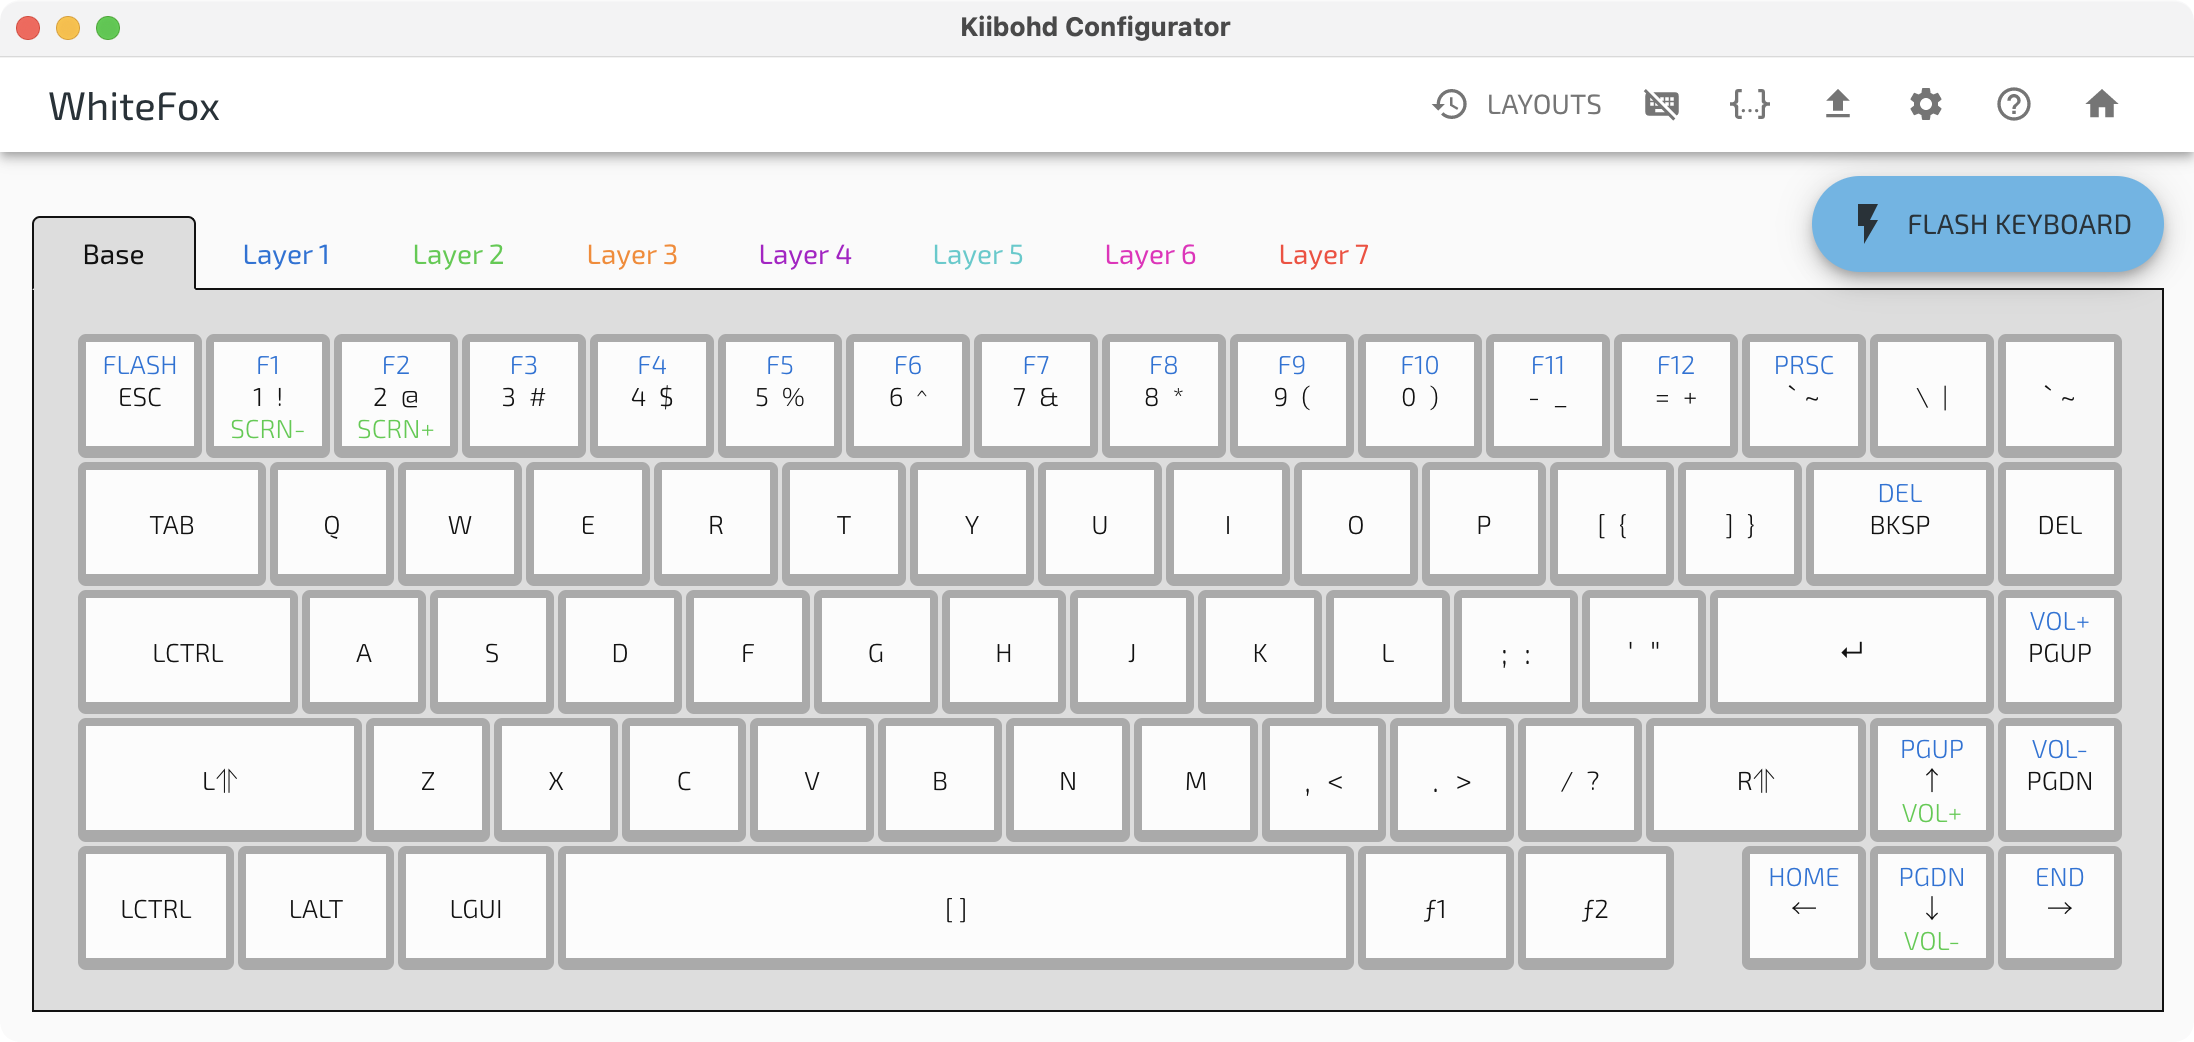 Kiibohd Configurator
WhiteFox
LAYOUTS
{...}
FLASH KEYBOARD
Base Layer 1 Layer 2 Layer 3 Layer 4 Layer 5 Layer 6 Layer 7
FLASH F1 F2 F3 F4 F5 F6 F7 F8 F9 F10 F11 F12 PRSC
ESC 1 ! 2 @ 3 # 4 $ 5 % 6 ^ 7 & 8 * 9 ( 0 ) - _ = + ` ~ \ | ` ~
SCRN- SCRN+
DEL
TAB Q W E R T Y U I O P [ { ] } BKSP DEL
VOL+
LCTRL A S D F G H J K L ; : ' " ↵ PGUP
PGUP VOL-
L⇑ Z X C V B N M , < . > / ? R⇑ ↑ PGDN
VOL+
HOME PGDN END
LCTRL LALT LGUI [ ] ƒ1 ƒ2 ← ↓ →
VOL-